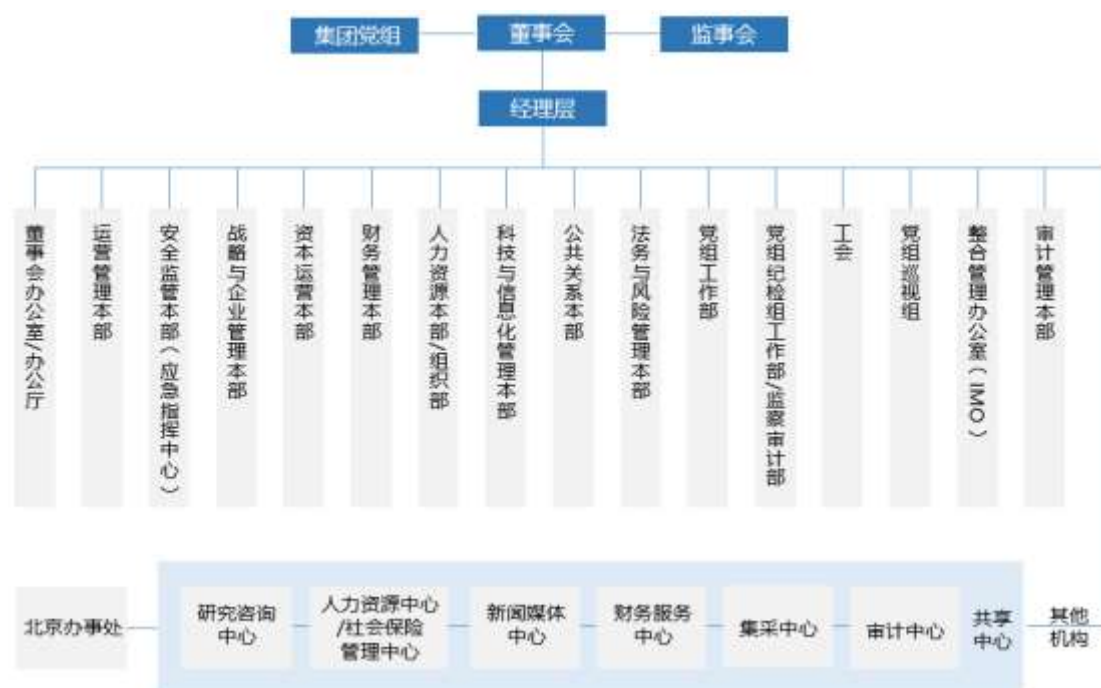 集团党组
董事会
监事会
经理层
董事会办公室/办公厅
运营管理本部
安全监管本部（应急指挥中心）
战略与企业管理本部
资本运营本部
财务管理本部
人力资源本部/组织部
科技与信息化管理本部
公共关系本部
法务与风险管理本部
党组工作部
党组纪检组工作部/监察审计部
工会
党组巡视组
整合管理办公室（IMO）
审计管理本部
北京办事处
研究咨询
中心
人力资源中心
/社会保险
管理中心
新闻媒体
中心
财务服务
中心
集采中心
审计中心
共享
中心
其他
机构